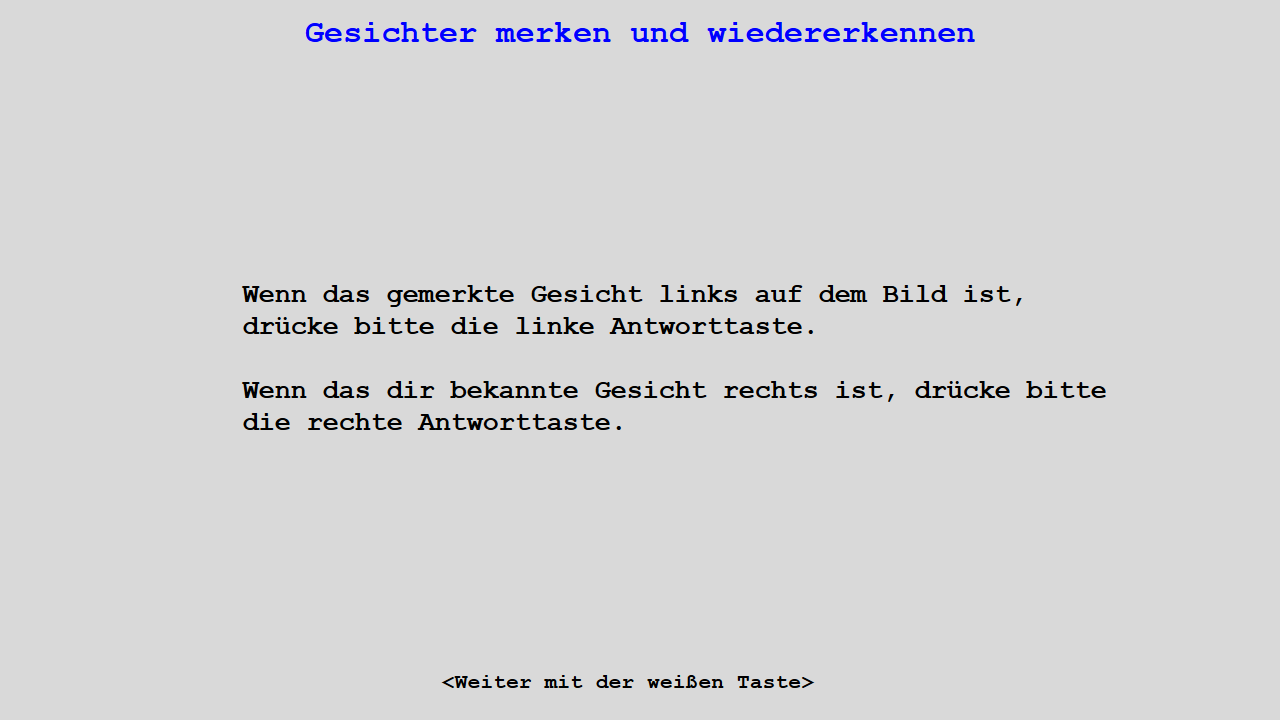 Gesichter merken und wiedererkennen
Wenn das gemerkte Gesicht links auf dem Bild ist,
drücke bitte die linke Antworttaste.
Wenn das dir bekannte Gesicht rechts ist, drücke bitte
die rechte Antworttaste.
<Weiter mit der weißen Taste>